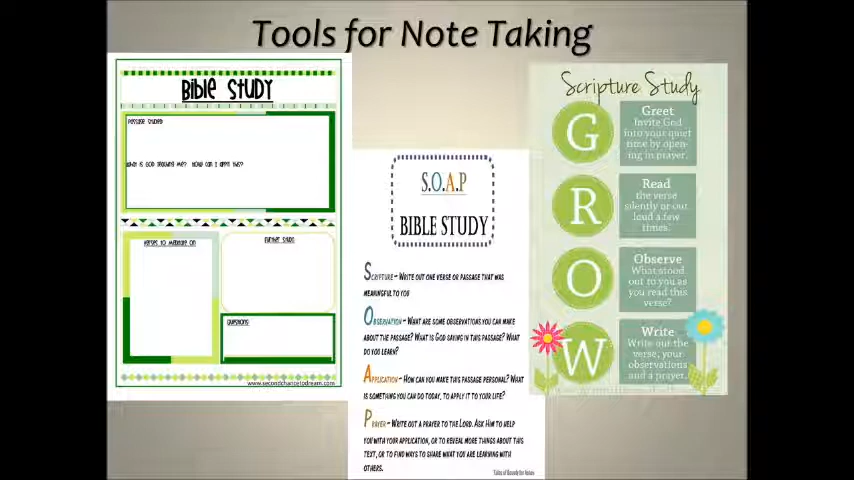 Tools for Note Taking
Bible Study
Passage Studied
What is God teaching me? How can I apply this?
Verses to Meditate on
Further Study
Questions
www.secondchancetodream.com
S.O.A.P
BIBLE STUDY
Scripture – Write out one verse or passage that was
meaningful to you
Observation – What are some observations you can make
about the passage? What is God saying in this passage? What
do you learn?
Application – How can you make this passage personal? What
is something you can do today, to apply it to your life?
Prayer – Write out a prayer to the Lord. Ask Him to help
you with your application, or to reveal more things about this
text, or to find ways to share what you are learning with
others.
Scripture Study
G
Greet
Invite God
into your quiet
time by open-
ing in prayer.
R
Read
the verse
silently or out
loud a few
times.
O
Observe
What stood
out to you as
you read this
verse?
W
Write
Write out the
verse, your
observations
and a prayer.